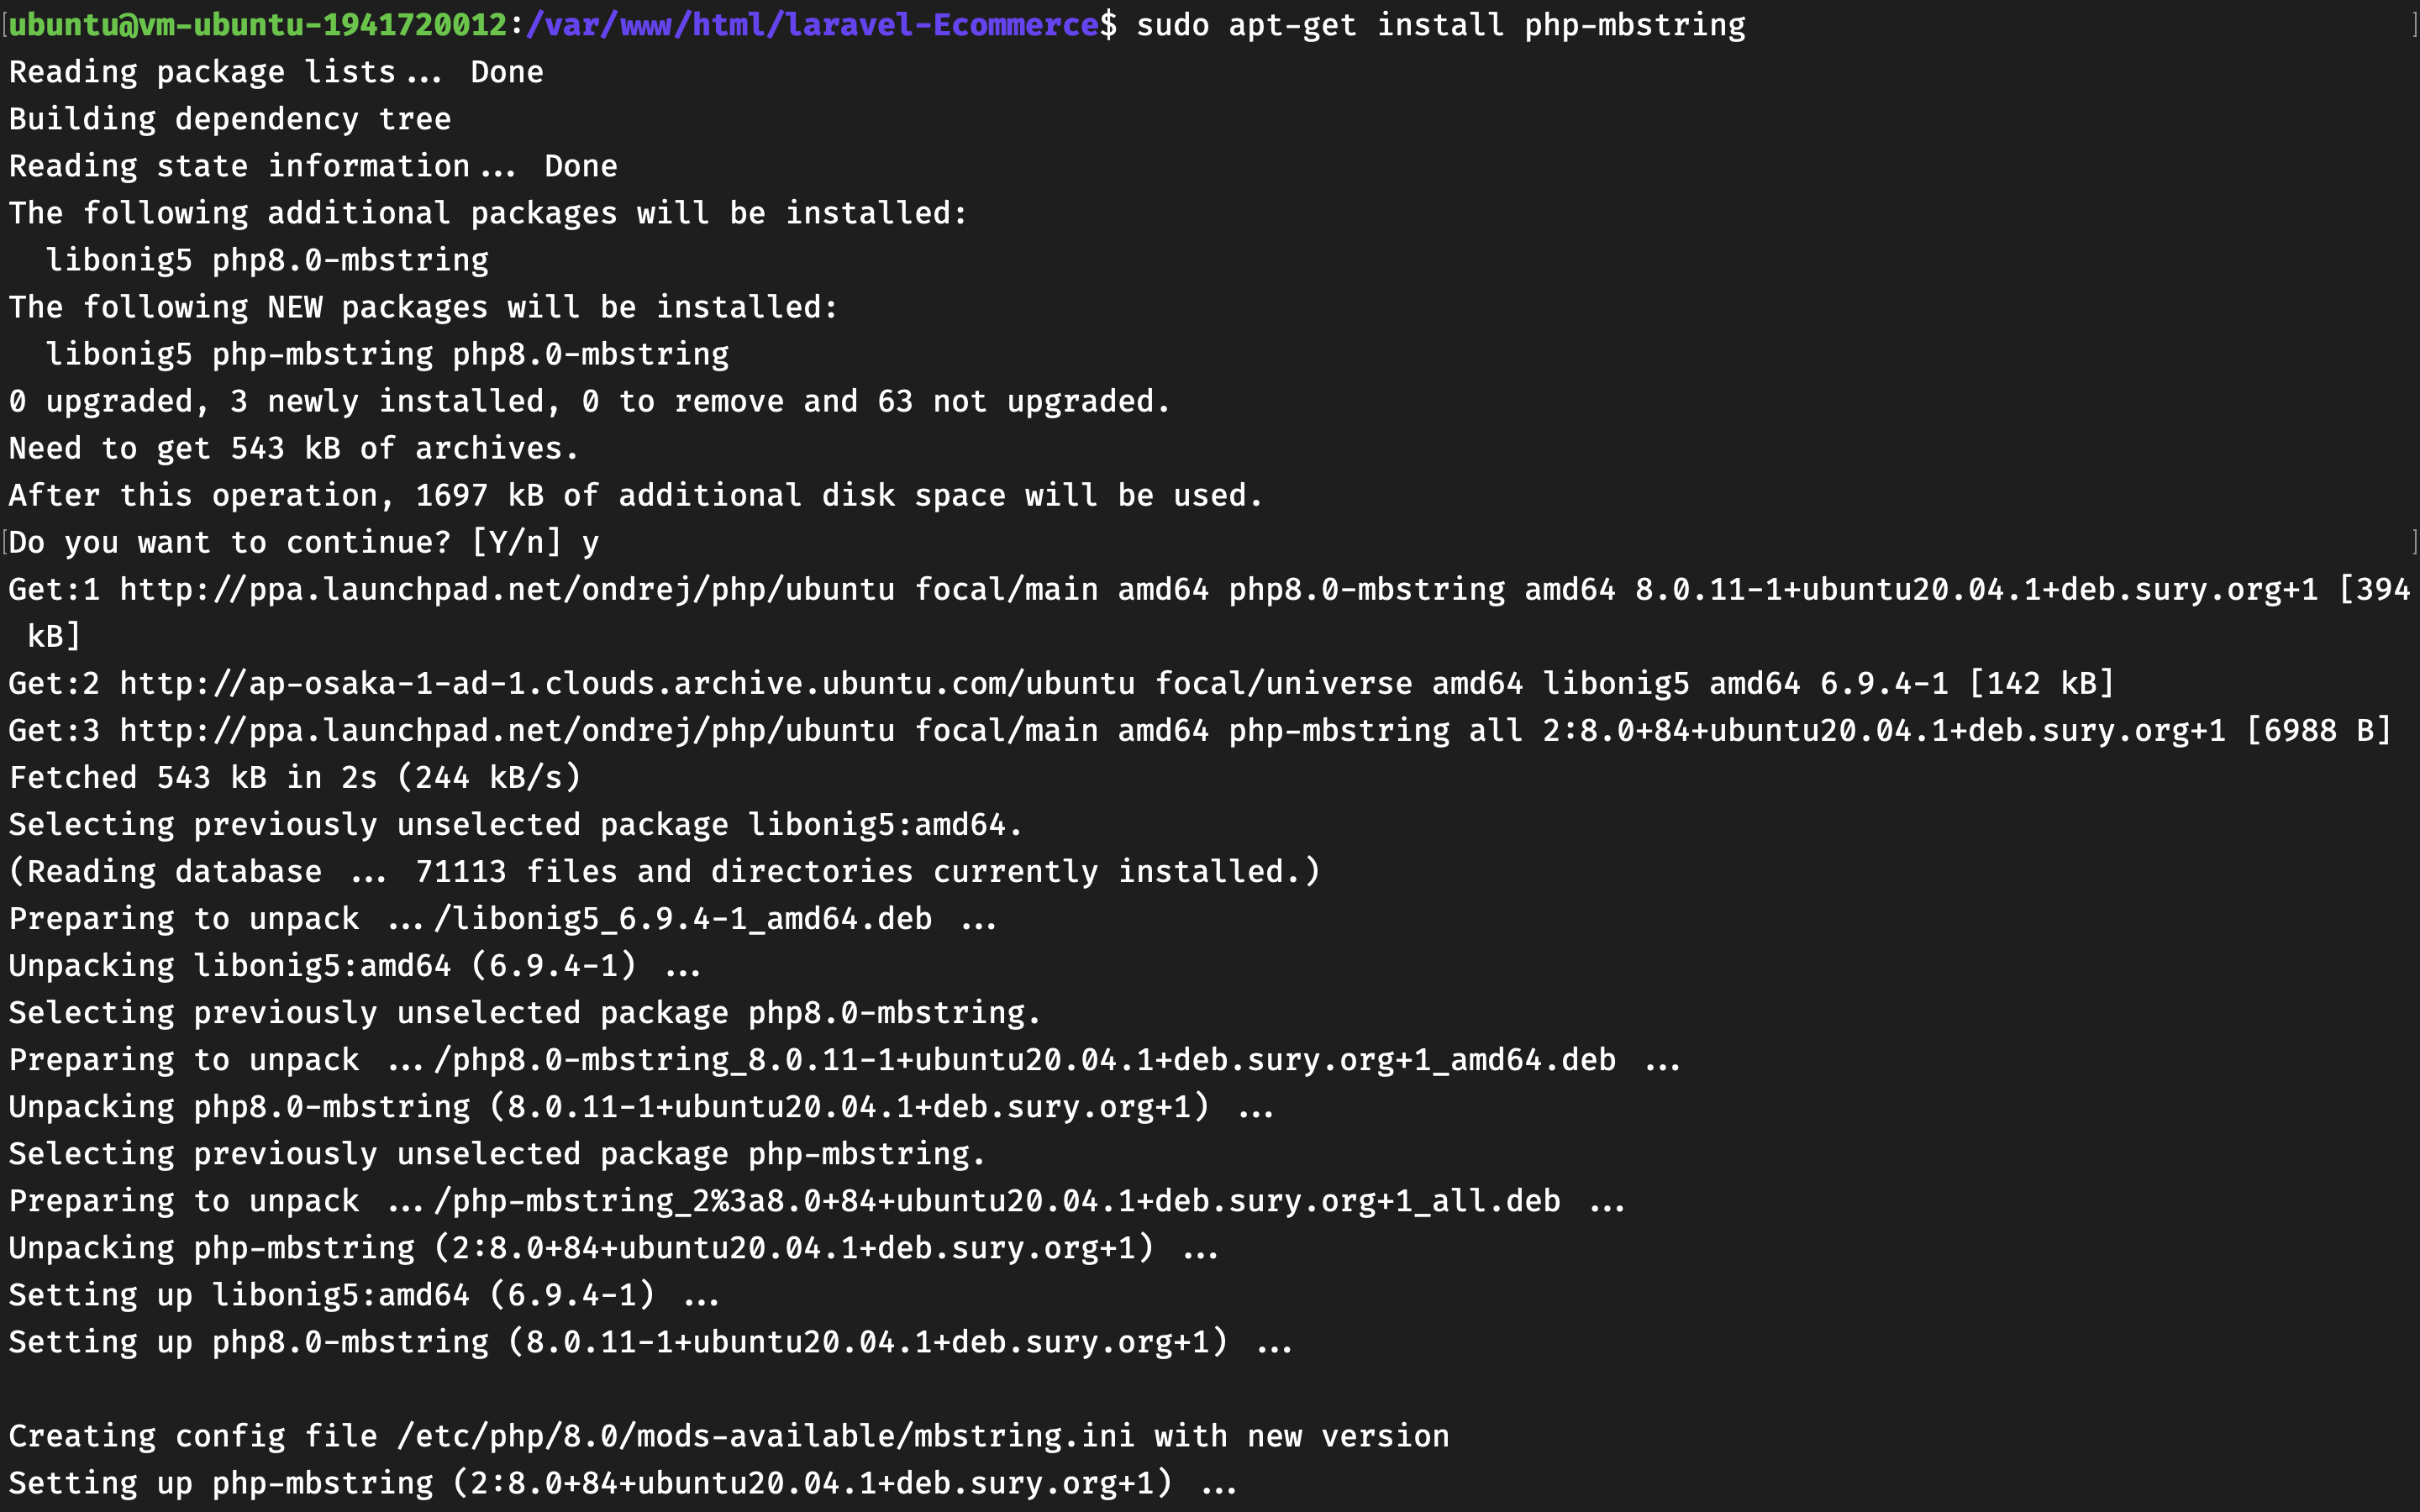 ubuntu@vm-ubuntu-1941720012:/var/www/html/laravel-Ecommerce$ sudo apt-get install php-mbstring
Reading package lists... Done
Building dependency tree
Reading state information... Done
The following additional packages will be installed:
  libonig5 php8.0-mbstring
The following NEW packages will be installed:
  libonig5 php-mbstring php8.0-mbstring
0 upgraded, 3 newly installed, 0 to remove and 63 not upgraded.
Need to get 543 kB of archives.
After this operation, 1697 kB of additional disk space will be used.
Do you want to continue? [Y/n] y
Get:1 http://ppa.launchpad.net/ondrej/php/ubuntu focal/main amd64 php8.0-mbstring amd64 8.0.11-1+ubuntu20.04.1+deb.sury.org+1 [394
 kB]
Get:2 http://ap-osaka-1-ad-1.clouds.archive.ubuntu.com/ubuntu focal/universe amd64 libonig5 amd64 6.9.4-1 [142 kB]
Get:3 http://ppa.launchpad.net/ondrej/php/ubuntu focal/main amd64 php-mbstring all 2:8.0+84+ubuntu20.04.1+deb.sury.org+1 [6988 B]
Fetched 543 kB in 2s (244 kB/s)
Selecting previously unselected package libonig5:amd64.
(Reading database ... 71113 files and directories currently installed.)
Preparing to unpack .../libonig5_6.9.4-1_amd64.deb ...
Unpacking libonig5:amd64 (6.9.4-1) ...
Selecting previously unselected package php8.0-mbstring.
Preparing to unpack .../php8.0-mbstring_8.0.11-1+ubuntu20.04.1+deb.sury.org+1_amd64.deb ...
Unpacking php8.0-mbstring (8.0.11-1+ubuntu20.04.1+deb.sury.org+1) ...
Selecting previously unselected package php-mbstring.
Preparing to unpack .../php-mbstring_2%3a8.0+84+ubuntu20.04.1+deb.sury.org+1_all.deb ...
Unpacking php-mbstring (2:8.0+84+ubuntu20.04.1+deb.sury.org+1) ...
Setting up libonig5:amd64 (6.9.4-1) ...
Setting up php8.0-mbstring (8.0.11-1+ubuntu20.04.1+deb.sury.org+1) ...

Creating config file /etc/php/8.0/mods-available/mbstring.ini with new version
Setting up php-mbstring (2:8.0+84+ubuntu20.04.1+deb.sury.org+1) ...